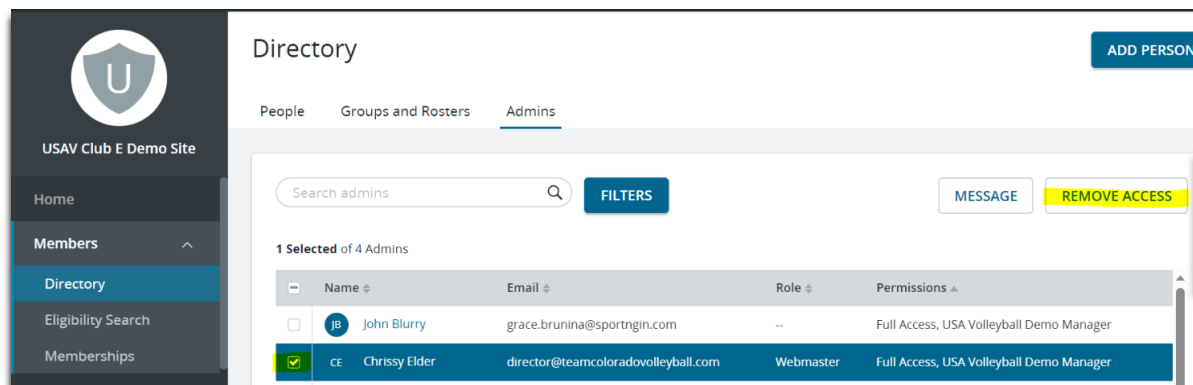 U
USAV Club E Demo Site
Home
Members
Directory
Eligibility Search
Memberships
Directory
ADD PERSON
People Groups and Rosters Admins
Search admins FILTERS MESSAGE REMOVE ACCESS
1 Selected of 4 Admins
Name Email Role Permissions
JB John Blurry grace.brunina@sportngin.com -- Full Access, USA Volleyball Demo Manager
CE Chrissy Elder director@teamcoloradovolleyball.com Webmaster Full Access, USA Volleyball Demo Manager